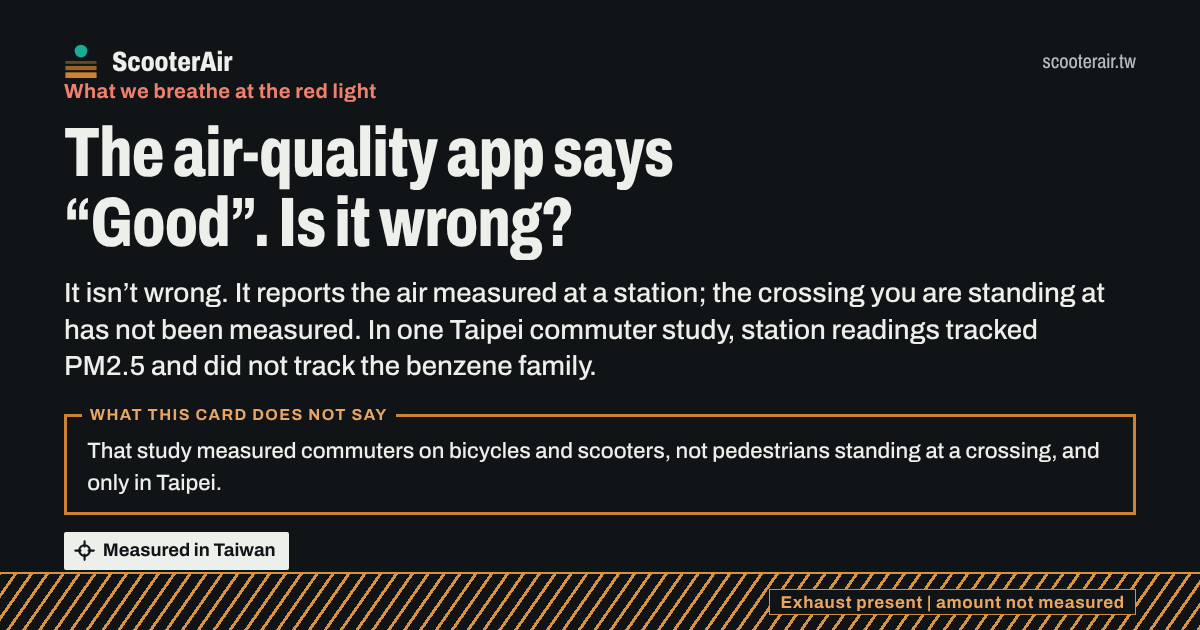 ScooterAir
scooterair.tw
What we breathe at the red light
The air-quality app says
“Good”. Is it wrong?
It isn’t wrong. It reports the air measured at a station; the crossing you are standing at
has not been measured. In one Taipei commuter study, station readings tracked
PM2.5 and did not track the benzene family.
WHAT THIS CARD DOES NOT SAY
That study measured commuters on bicycles and scooters, not pedestrians standing at a crossing, and
only in Taipei.
Measured in Taiwan
Exhaust present | amount not measured